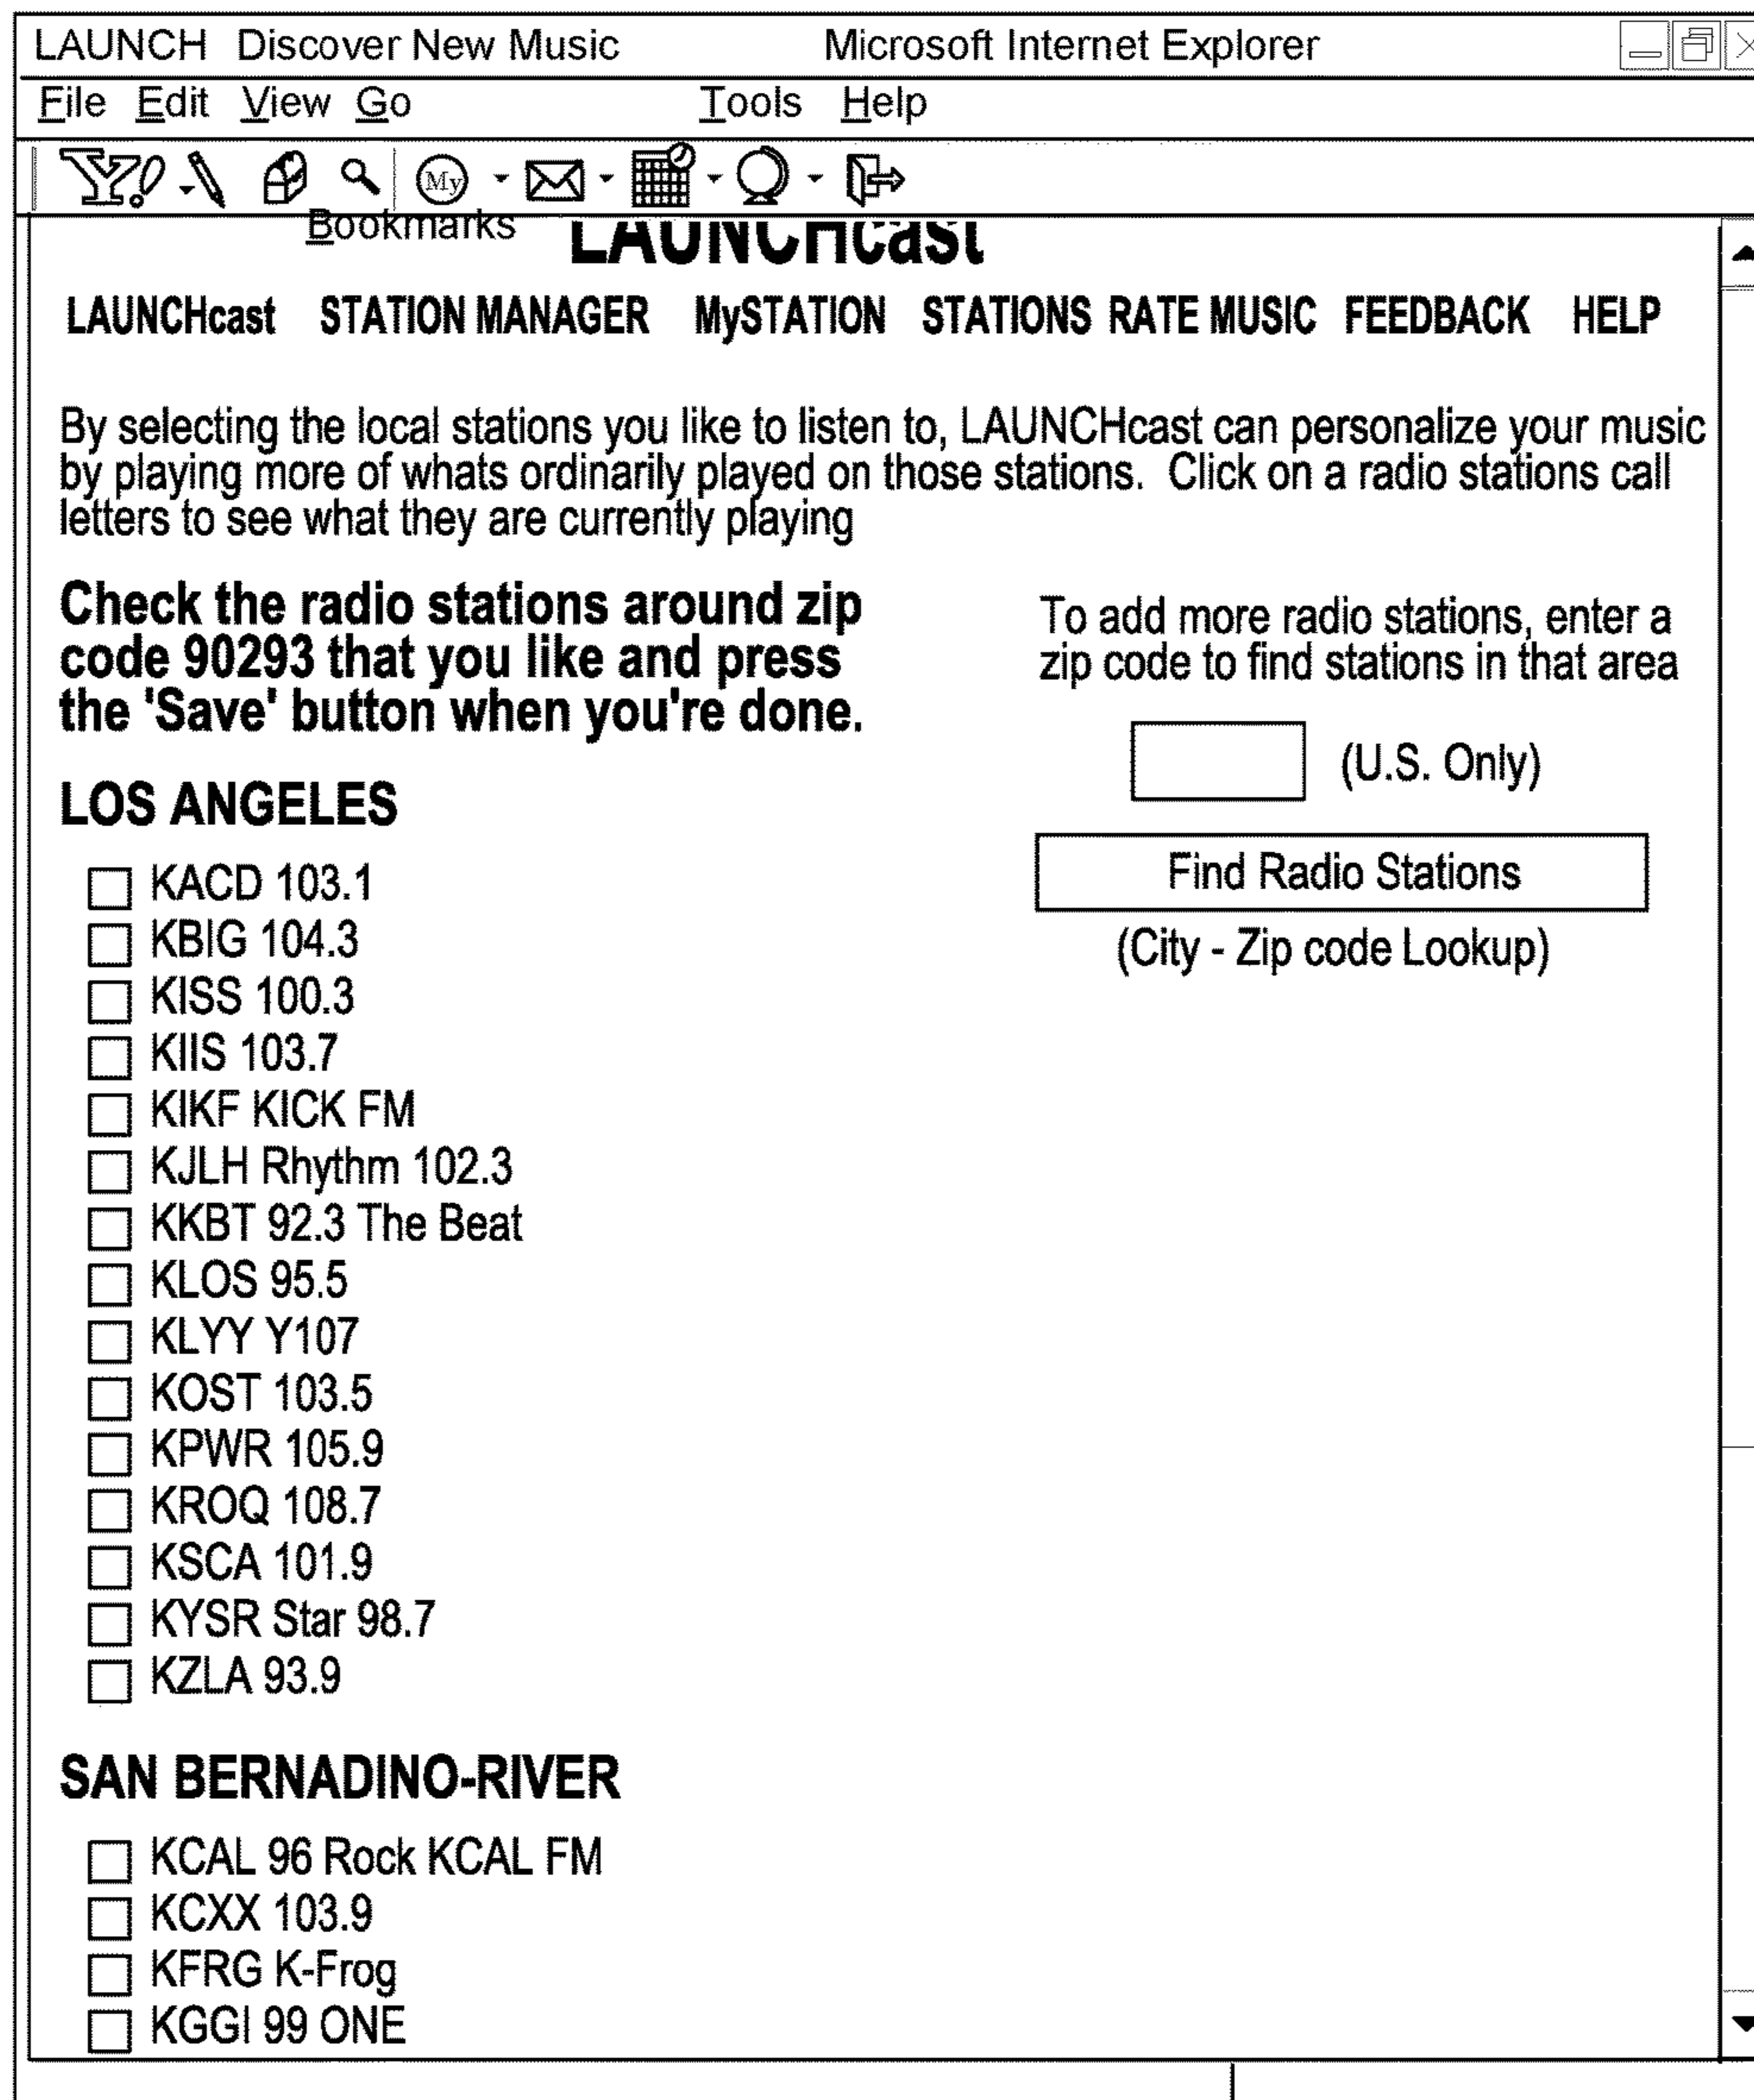 LAUNCH Discover New Music Microsoft Internet Explorer
File Edit View Go Tools Help
Y! My
Bookmarks LAUNCHcast
LAUNCHcast STATION MANAGER MySTATION STATIONS RATE MUSIC FEEDBACK HELP
By selecting the local stations you like to listen to, LAUNCHcast can personalize your music
by playing more of whats ordinarily played on those stations. Click on a radio stations call
letters to see what they are currently playing
Check the radio stations around zip
code 90293 that you like and press
the 'Save' button when you're done.
To add more radio stations, enter a
zip code to find stations in that area
(U.S. Only)
Find Radio Stations
(City - Zip code Lookup)
LOS ANGELES
KACD 103.1
KBIG 104.3
KISS 100.3
KIIS 103.7
KIKF KICK FM
KJLH Rhythm 102.3
KKBT 92.3 The Beat
KLOS 95.5
KLYY Y107
KOST 103.5
KPWR 105.9
KROQ 108.7
KSCA 101.9
KYSR Star 98.7
KZLA 93.9
SAN BERNADINO-RIVER
KCAL 96 Rock KCAL FM
KCXX 103.9
KFRG K-Frog
KGGI 99 ONE